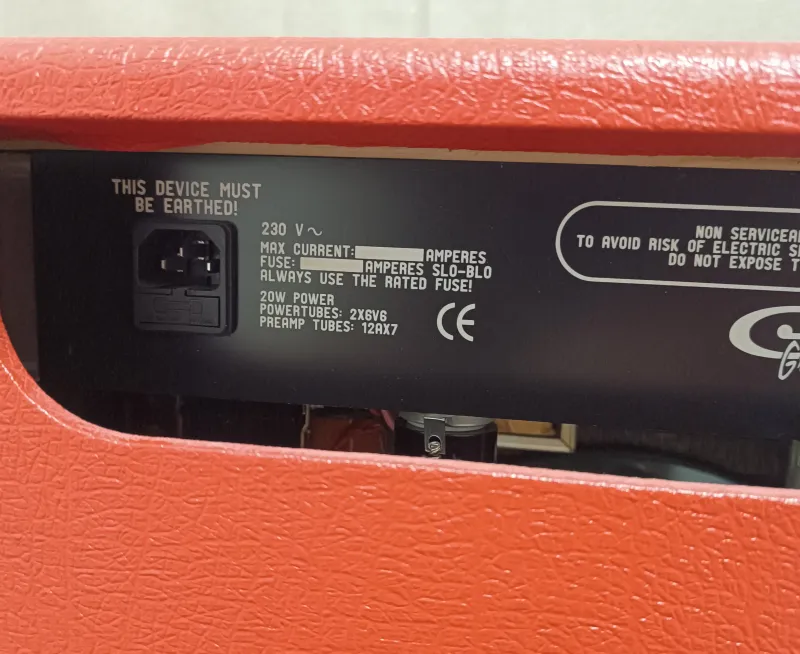 THIS DEVICE MUST
BE EARTHED!
230 V~
MAX CURRENT: AMPERES
FUSE: AMPERES SLO-BLO
ALWAYS USE THE RATED FUSE!
20W POWER
POWERTUBES: 2X6V6
PREAMP TUBES: 12AX7
CE
NON
TO AVOID RISK OF ELECTRIC
DO NOT EXPOSE